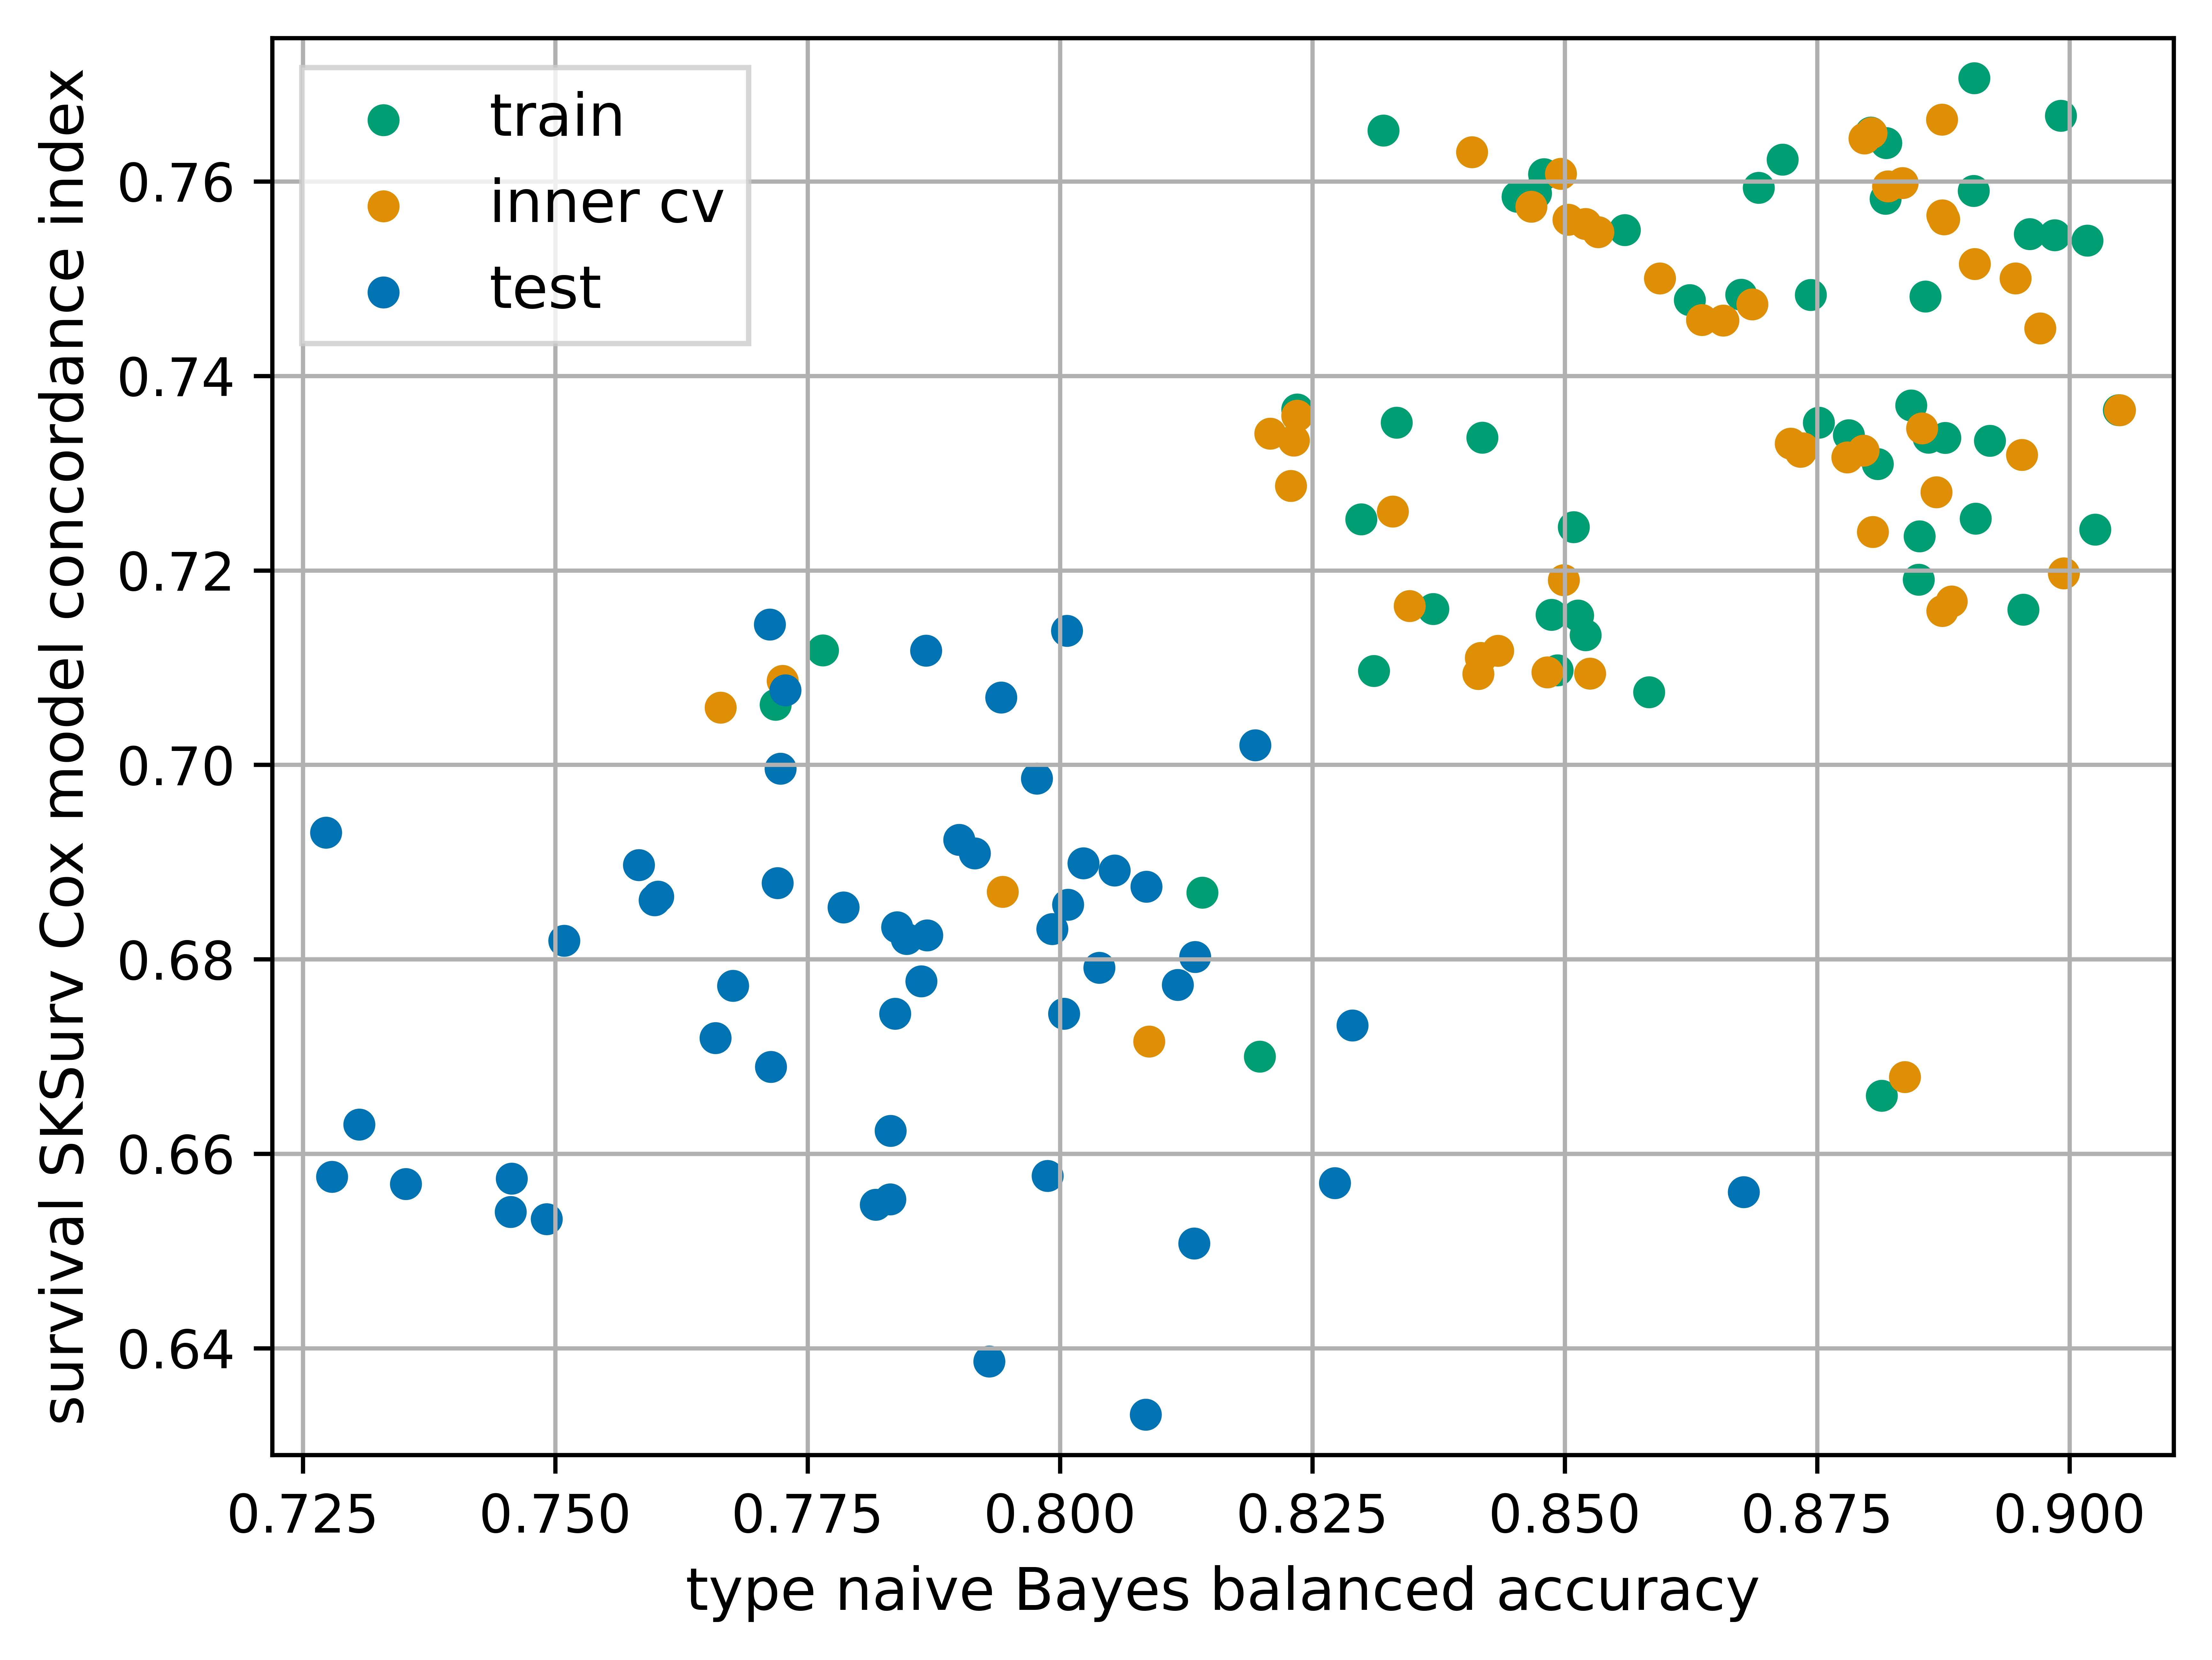 train
inner cv
test
survival SKSurv Cox model concordance index
0.76
0.74
0.72
0.70
0.68
0.66
0.64
0.725 0.750 0.775 0.800 0.825 0.850 0.875 0.900
type naive Bayes balanced accuracy